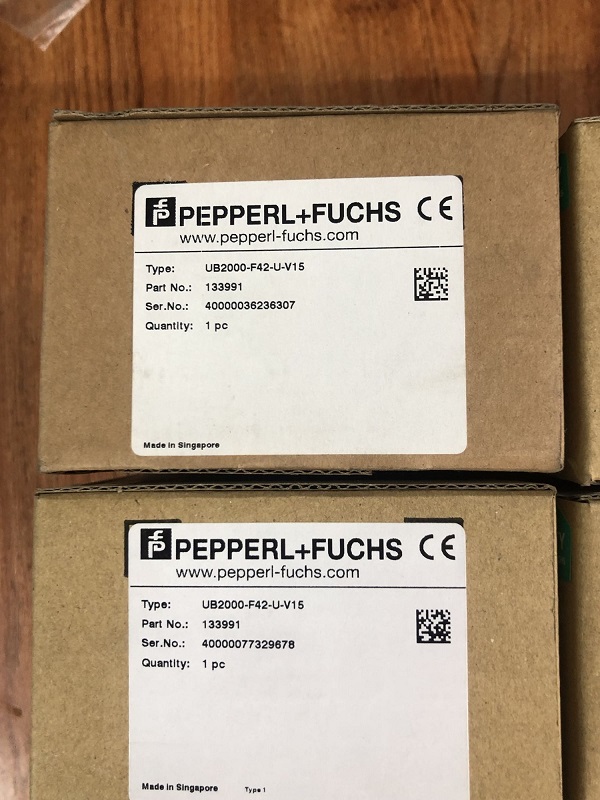 PEPPERL+FUCHS CE
www.pepperl-fuchs.com
Type: UB2000-F42-U-V15
Part No.: 133991
Ser.No.: 40000036236307
Quantity: 1 pc
Made in Singapore
PEPPERL+FUCHS CE
www.pepperl-fuchs.com
Type: UB2000-F42-U-V15
Part No.: 133991
Ser.No.: 40000077329678
Quantity: 1 pc
Made in Singapore Type 1